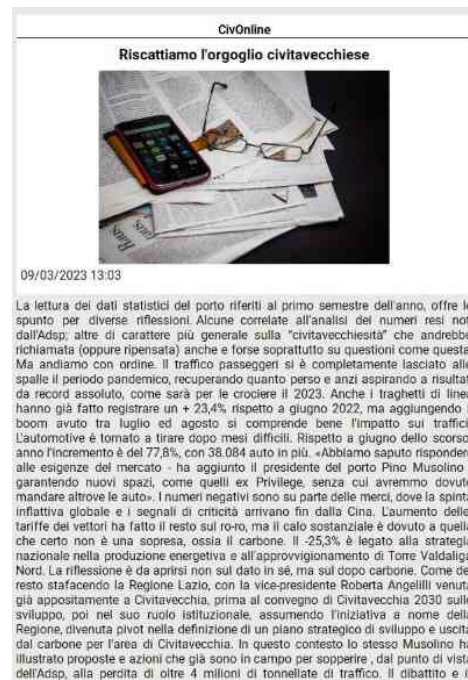 CivOnline
Riscattiamo l'orgoglio civitavecchiese
09/03/2023 13:03
La lettura dei dati statistici del porto riferiti al primo semestre dell'anno, offre lo
spunto per diverse riflessioni. Alcune correlate all'analisi dei numeri resi noti
dall'Adsp; altre di carattere più generale sulla "civitavecchiesità" che andrebbe
richiamata (oppure ripensata) anche e forse soprattutto su questioni come questa.
Ma andiamo con ordine. Il traffico passeggeri si è completamente lasciato alle
spalle il periodo pandemico, recuperando quanto perso e anzi aspirando a risultati
da record assoluto, come sarà per le crociere il 2023. Anche i traghetti di linea
hanno già fatto registrare un + 23,4% rispetto a giugno 2022, ma aggiungendo il
boom avuto tra luglio ed agosto si comprende bene l'impatto sui traffici.
L'automotive è tornato a tirare dopo mesi difficili. Rispetto a giugno dello scorso
anno l'incremento è del 77,8%, con 38.084 auto in più. «Abbiamo saputo rispondere
alle esigenze del mercato - ha aggiunto il presidente del porto Pino Musolino -
garantendo nuovi spazi, come quelli ex Privilege, senza cui avremmo dovuto
mandare altrove le auto». I numeri negativi sono su parte delle merci, dove la spinta
inflattiva globale e i segnali di criticità arrivano fin dalla Cina. L'aumento delle
tariffe dei vettori ha fatto il resto sul ro-ro, ma il calo sostanziale è dovuto a quella
che certo non è una sopresa, ossia il carbone. Il -25,3% è legato alla strategia
nazionale nella produzione energetiva e all'approvvigionamento di Torre Valdaliga
Nord. La riflessione è da aprirsi non sul dato in sé, ma sul dopo carbone. Come del
resto stafacendo la Regione Lazio, con la vice-presidente Roberta Angelilli venuta
già appositamente a Civitavecchia, prima al convegno di Civitavecchia 2030 sullo
sviluppo, poi nel suo ruolo istituzionale, assumendo l'iniziativa a nome della
Regione, divenuta pivot nella definizione di un piano strategico di sviluppo e uscita
dal carbone per l'area di Civitavecchia. In questo contesto lo stesso Musolino ha
illustrato proposte e azioni che già sono in campo per sopperire , dal punto di vista
dell'Adsp, alla perdita di oltre 4 milioni di tonnellate di traffico. Il dibattito e il